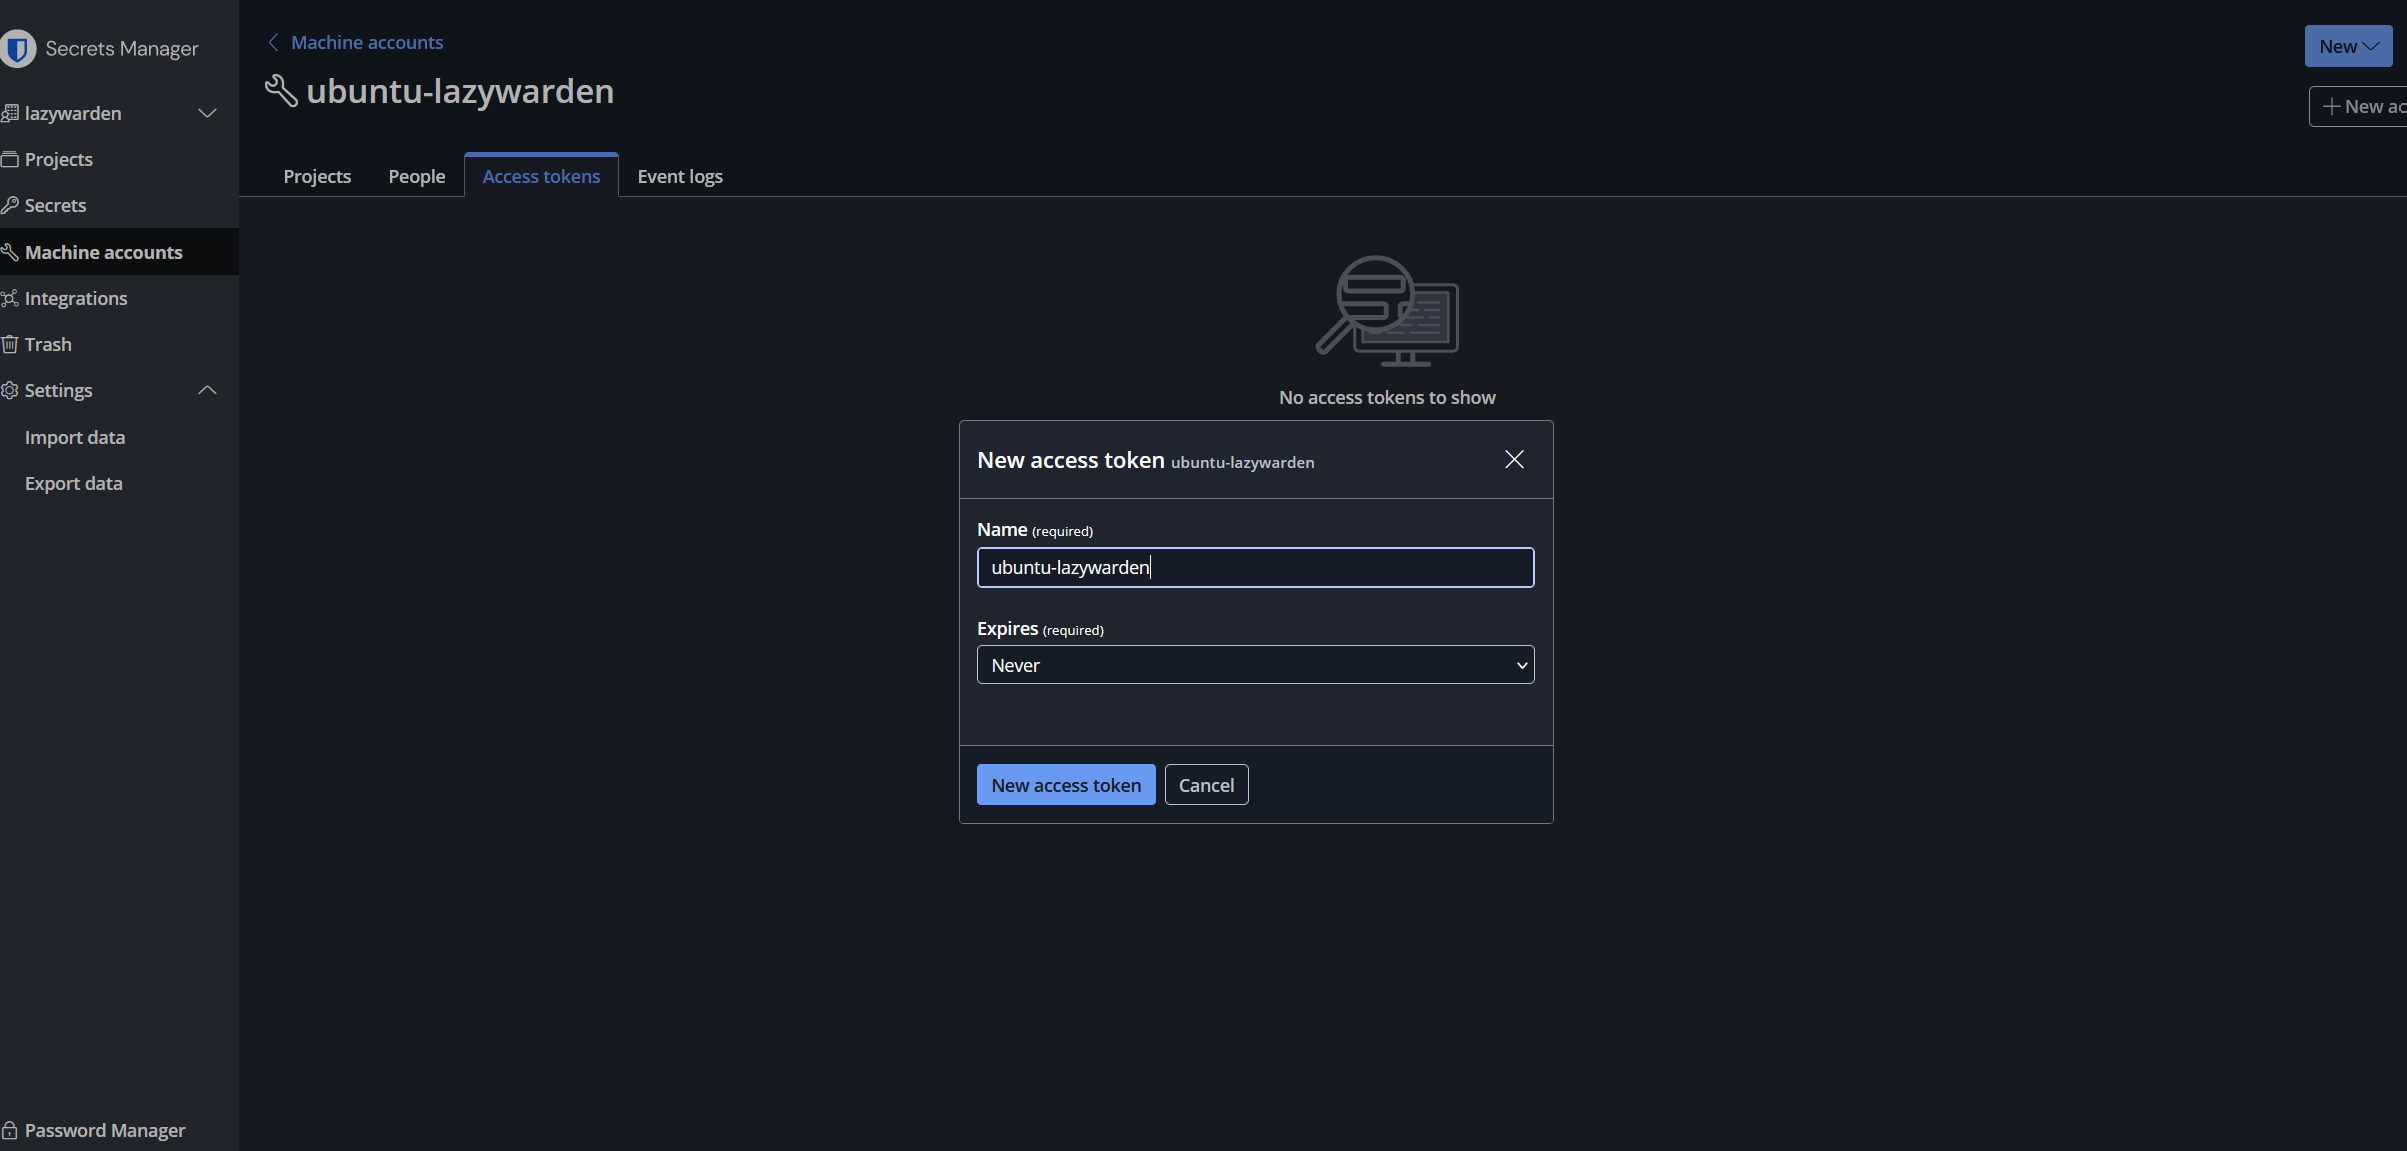 Secrets Manager
lazywarden
Projects
Secrets
Machine accounts
Integrations
Trash
Settings
Import data
Export data
Password Manager
Machine accounts
ubuntu-lazywarden
New
New ac
Projects
People
Access tokens
Event logs
No access tokens to show
New access token ubuntu-lazywarden
Name (required)
ubuntu-lazywarden
Expires (required)
Never
New access token
Cancel